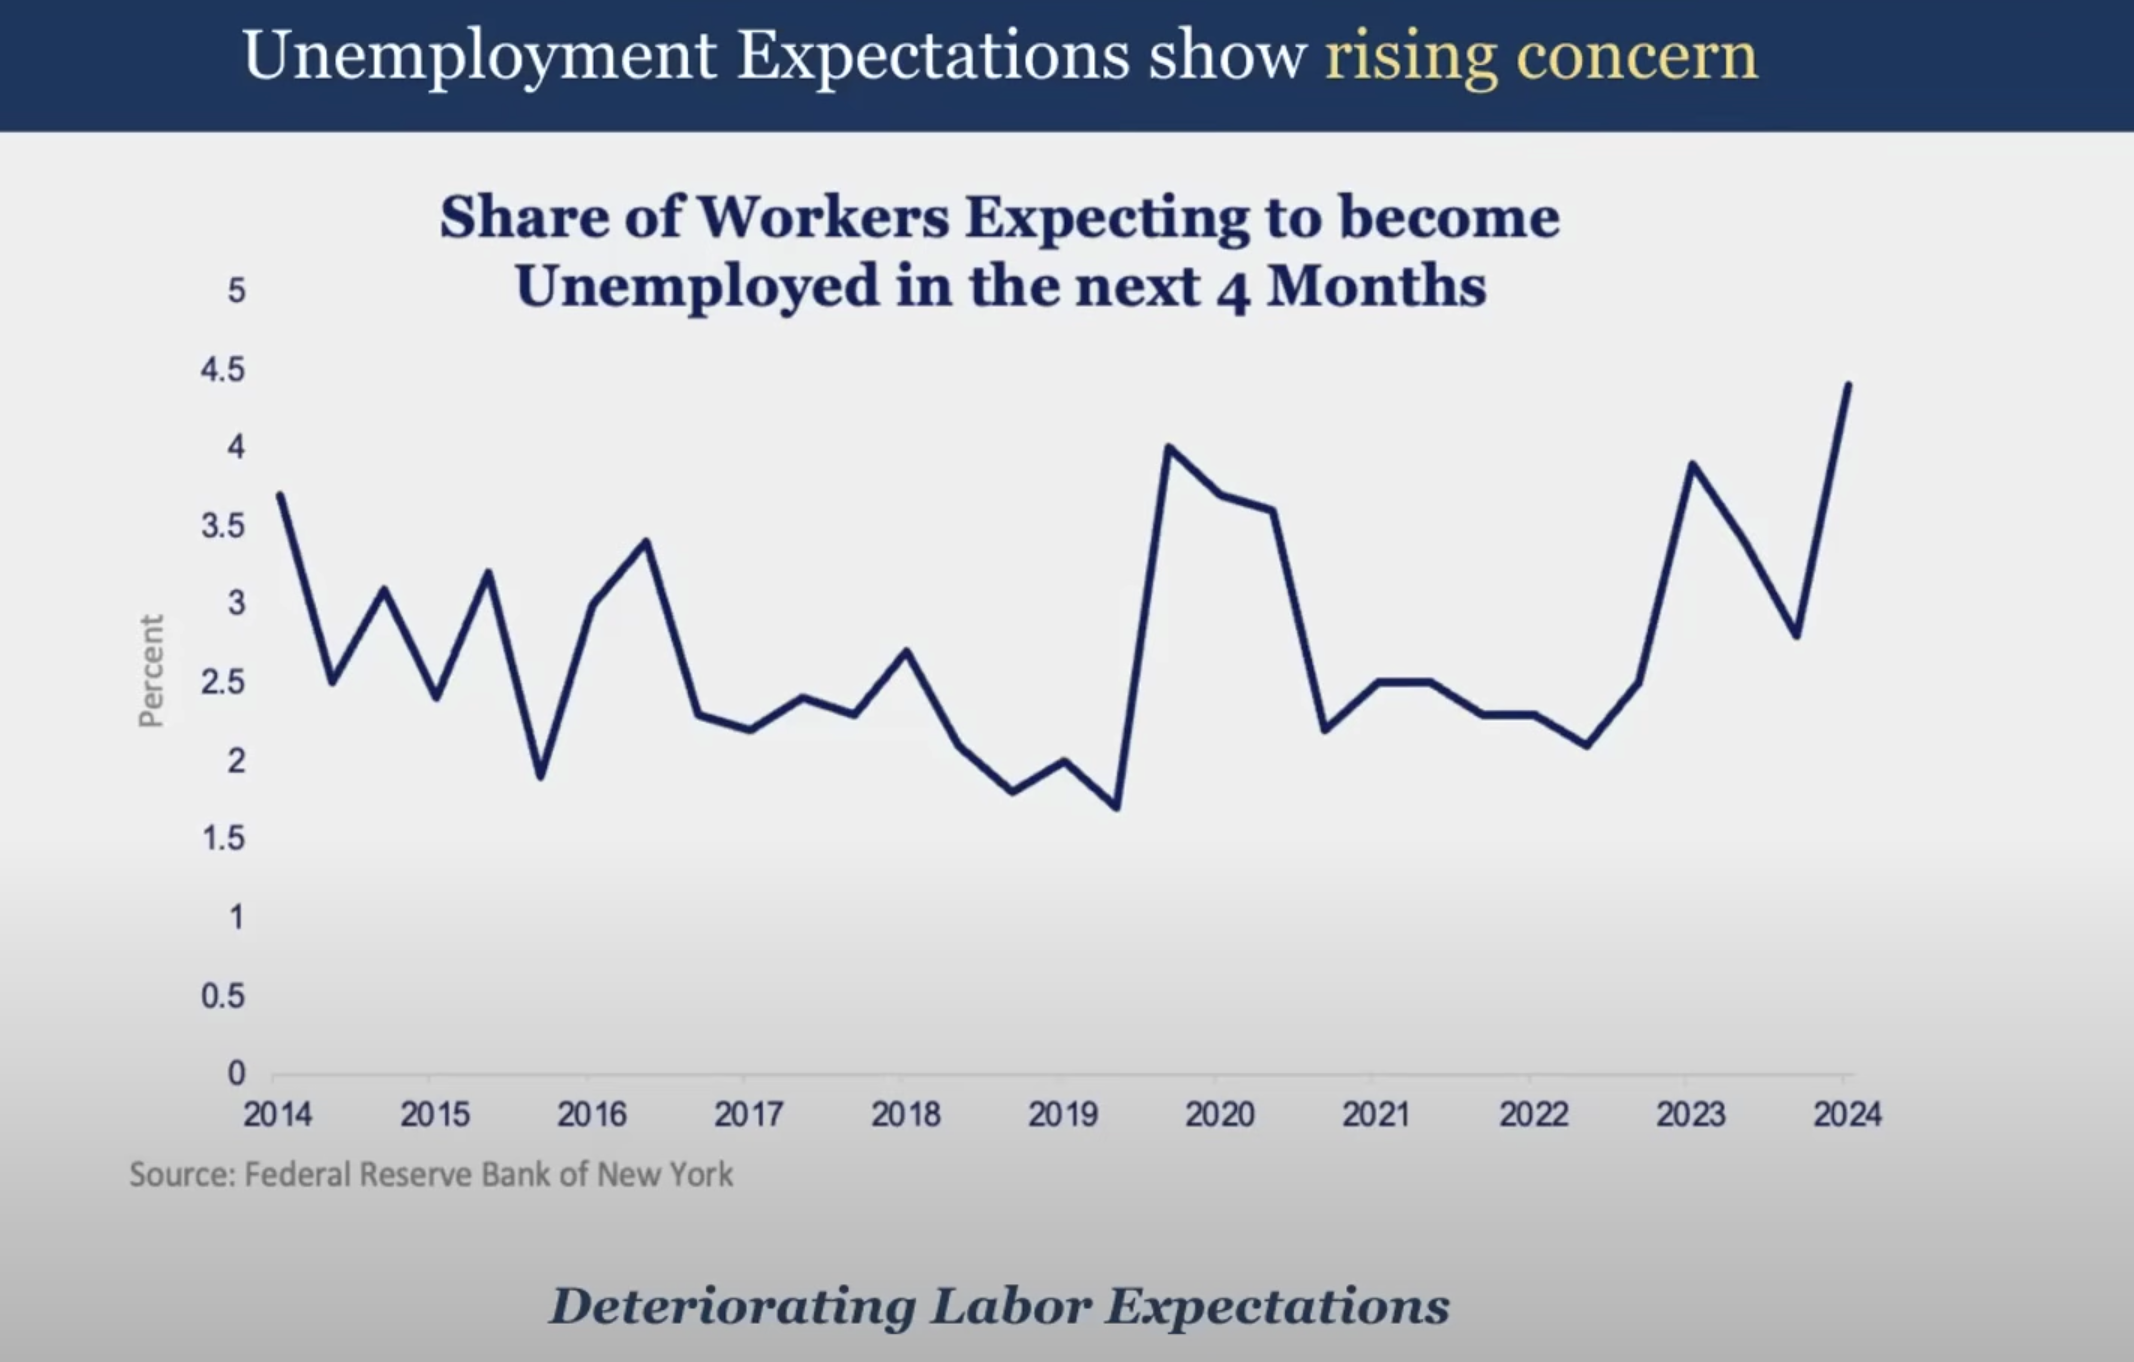 Unemployment Expectations show rising concern
Share of Workers Expecting to become
Unemployed in the next 4 Months
5
4.5
4
3.5
3
2.5
2
1.5
1
0.5
0
Percent
2014 2015 2016 2017 2018 2019 2020 2021 2022 2023 2024
Source: Federal Reserve Bank of New York
Deteriorating Labor Expectations